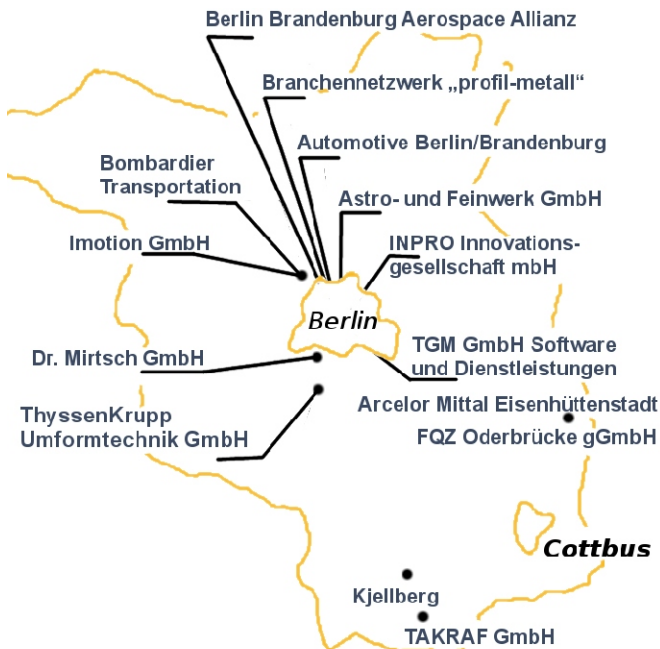 Berlin Brandenburg Aerospace Allianz
Branchennetzwerk „profil-metall“
Automotive Berlin/Brandenburg
Bombardier
Transportation
Astro- und Feinwerk GmbH
Imotion GmbH
INPRO Innovations-
gesellschaft mbH
Berlin
Dr. Mirtsch GmbH
TGM GmbH Software
und Dienstleistungen
ThyssenKrupp
Umformtechnik GmbH
Arcelor Mittal Eisenhüttenstadt
FQZ Oderbrücke gGmbH
Cottbus
Kjellberg
TAKRAF GmbH